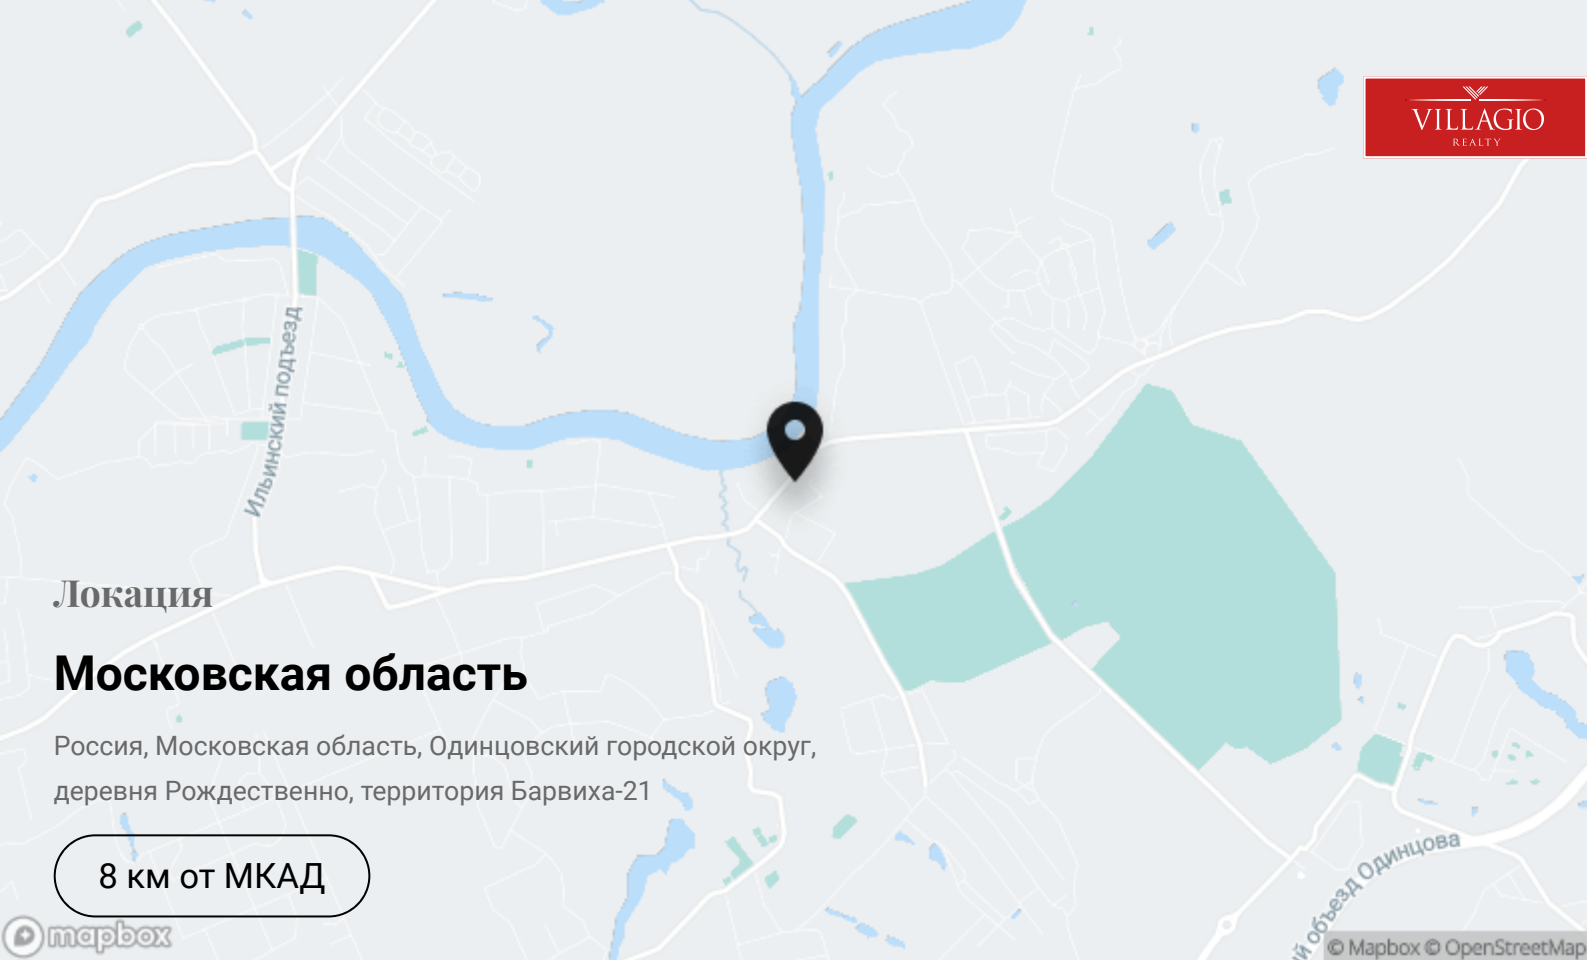 VILLAGIO
REALTY
Ильинский подъезд
Локация
Московская область
Россия, Московская область, Одинцовский городской округ,
деревня Рождественно, территория Барвиха-21
8 км от МКАД
объезд Одинцова
mapbox
© Mapbox © OpenStreetMap